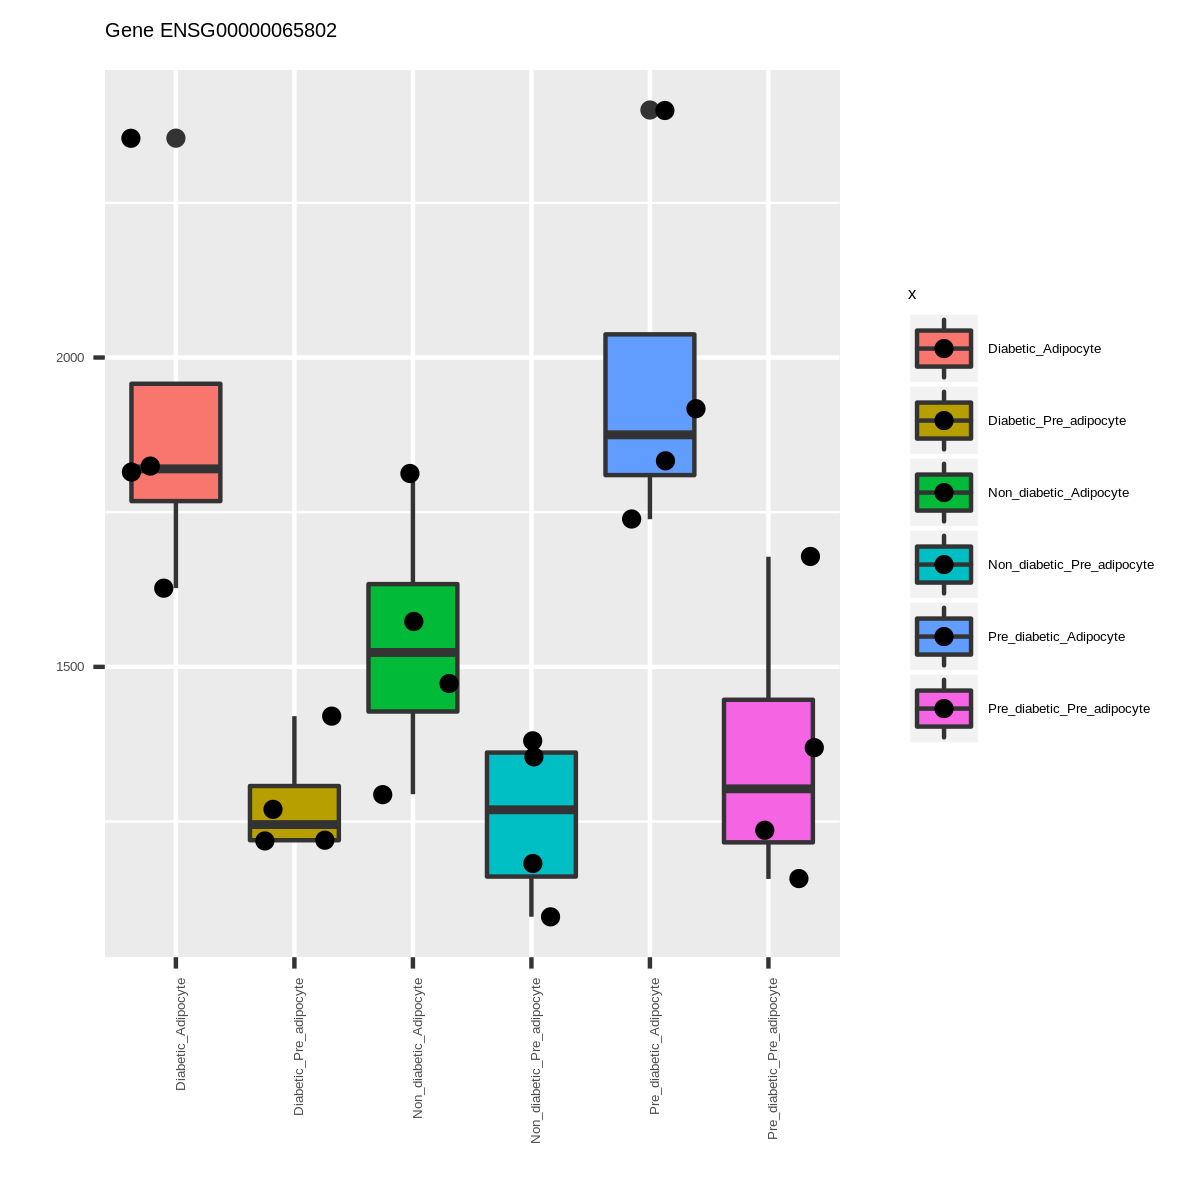 Gene ENSG00000065802
2000
1500
Diabetic_Adipocyte
Diabetic_Pre_adipocyte
Non_diabetic_Adipocyte
Non_diabetic_Pre_adipocyte
Pre_diabetic_Adipocyte
Pre_diabetic_Pre_adipocyte
x
Diabetic_Adipocyte
Diabetic_Pre_adipocyte
Non_diabetic_Adipocyte
Non_diabetic_Pre_adipocyte
Pre_diabetic_Adipocyte
Pre_diabetic_Pre_adipocyte